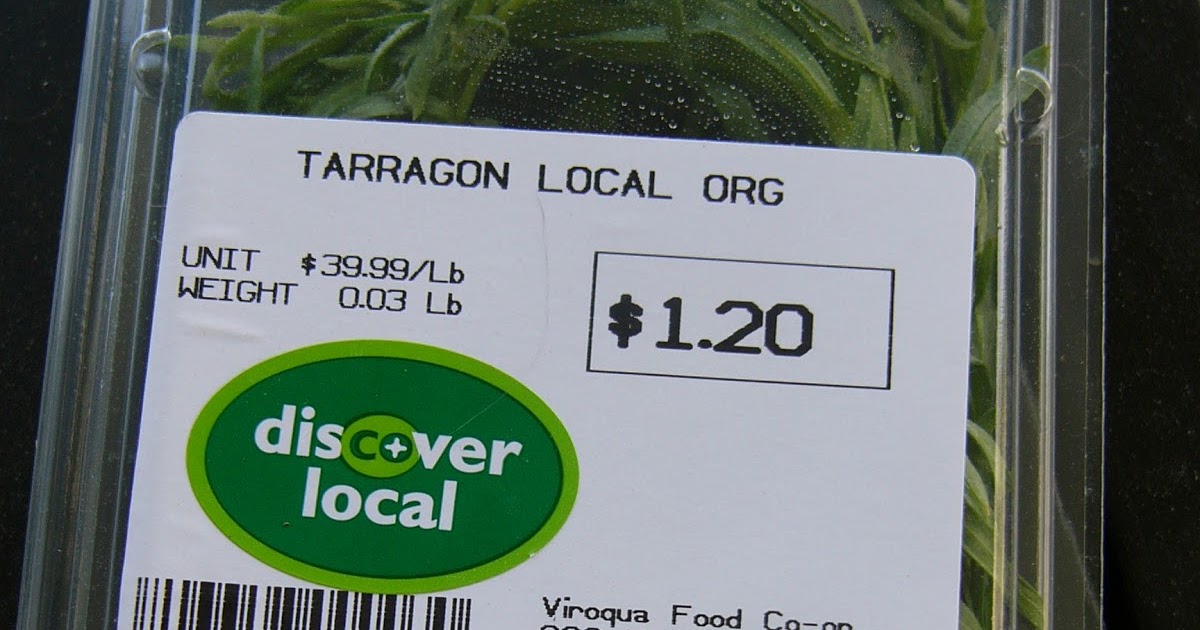 TARRAGON LOCAL ORG
UNIT $39.99/Lb
WEIGHT 0.03 Lb
$1.20
discover
local
Viroqua Food Co-op